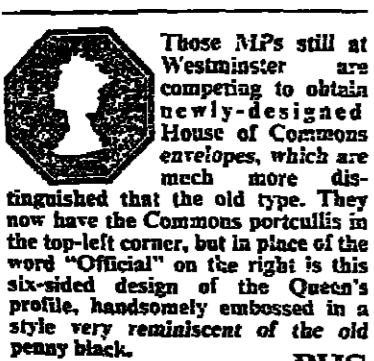 Those MPs still at
Westminster are
competing to obtain
newly-designed
House of Commons
envelopes, which are
mech more dis-
tinguished that the old type. They
now have the Commons portcullis in
the top-left corner, but in place of the
word "Official" on the right is this
six-sided design of the Queen's
profile, handsomely embossed in a
style very reminiscent of the old
penny black.
PHS